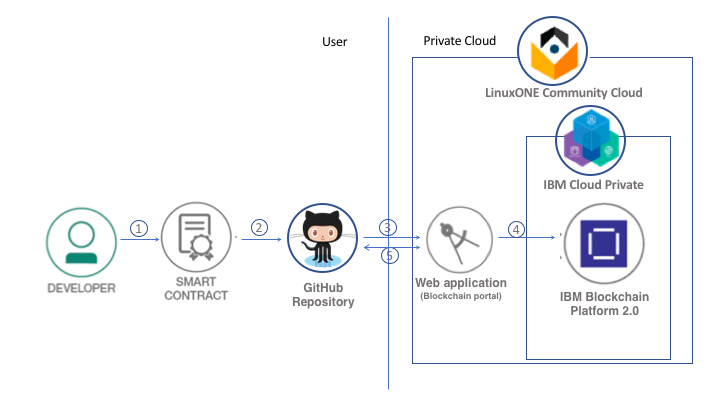 User
Private Cloud
LinuxONE Community Cloud
IBM Cloud Private
1
2
3
4
5
DEVELOPER
SMART
CONTRACT
GitHub
Repository
Web application
(Blockchain portal)
IBM Blockchain
Platform 2.0